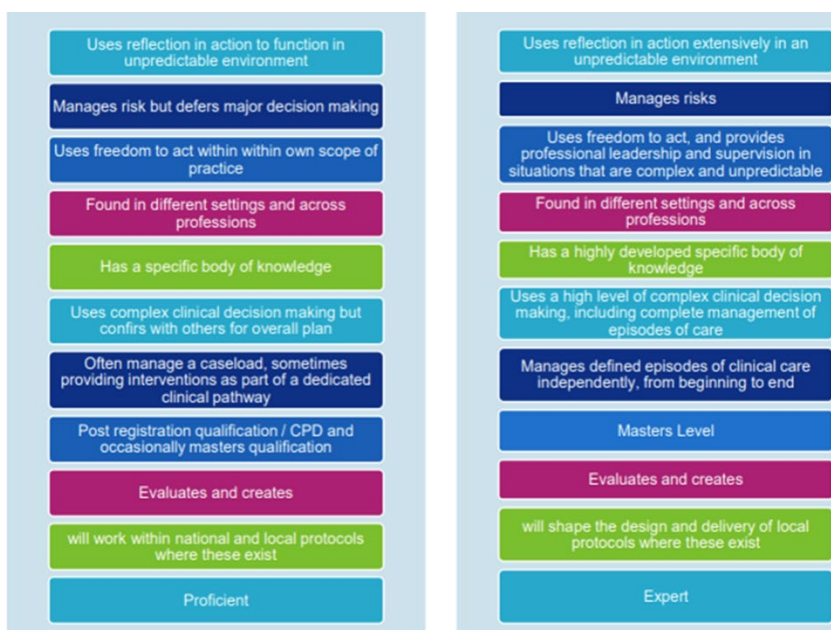 Uses reflection in action to function in
unpredictable environment
Manages risk but defers major decision making
Uses freedom to act within within own scope of
practice
Found in different settings and across
professions
Has a specific body of knowledge
Uses complex clinical decision making but
confirs with others for overall plan
Often manage a caseload, sometimes
providing interventions as part of a dedicated
clinical pathway
Post registration qualification / CPD and
occasionally masters qualification
Evaluates and creates
will work within national and local protocols
where these exist
Proficient
Uses reflection in action extensively in an
unpredictable environment
Manages risks
Uses freedom to act, and provides
professional leadership and supervision in
situations that are complex and unpredictable
Found in different settings and across
professions
Has a highly developed specific body of
knowledge
Uses a high level of complex clinical decision
making, including complete management of
episodes of care
Manages defined episodes of clinical care
independently, from beginning to end
Masters Level
Evaluates and creates
will shape the design and delivery of local
protocols where these exist
Expert